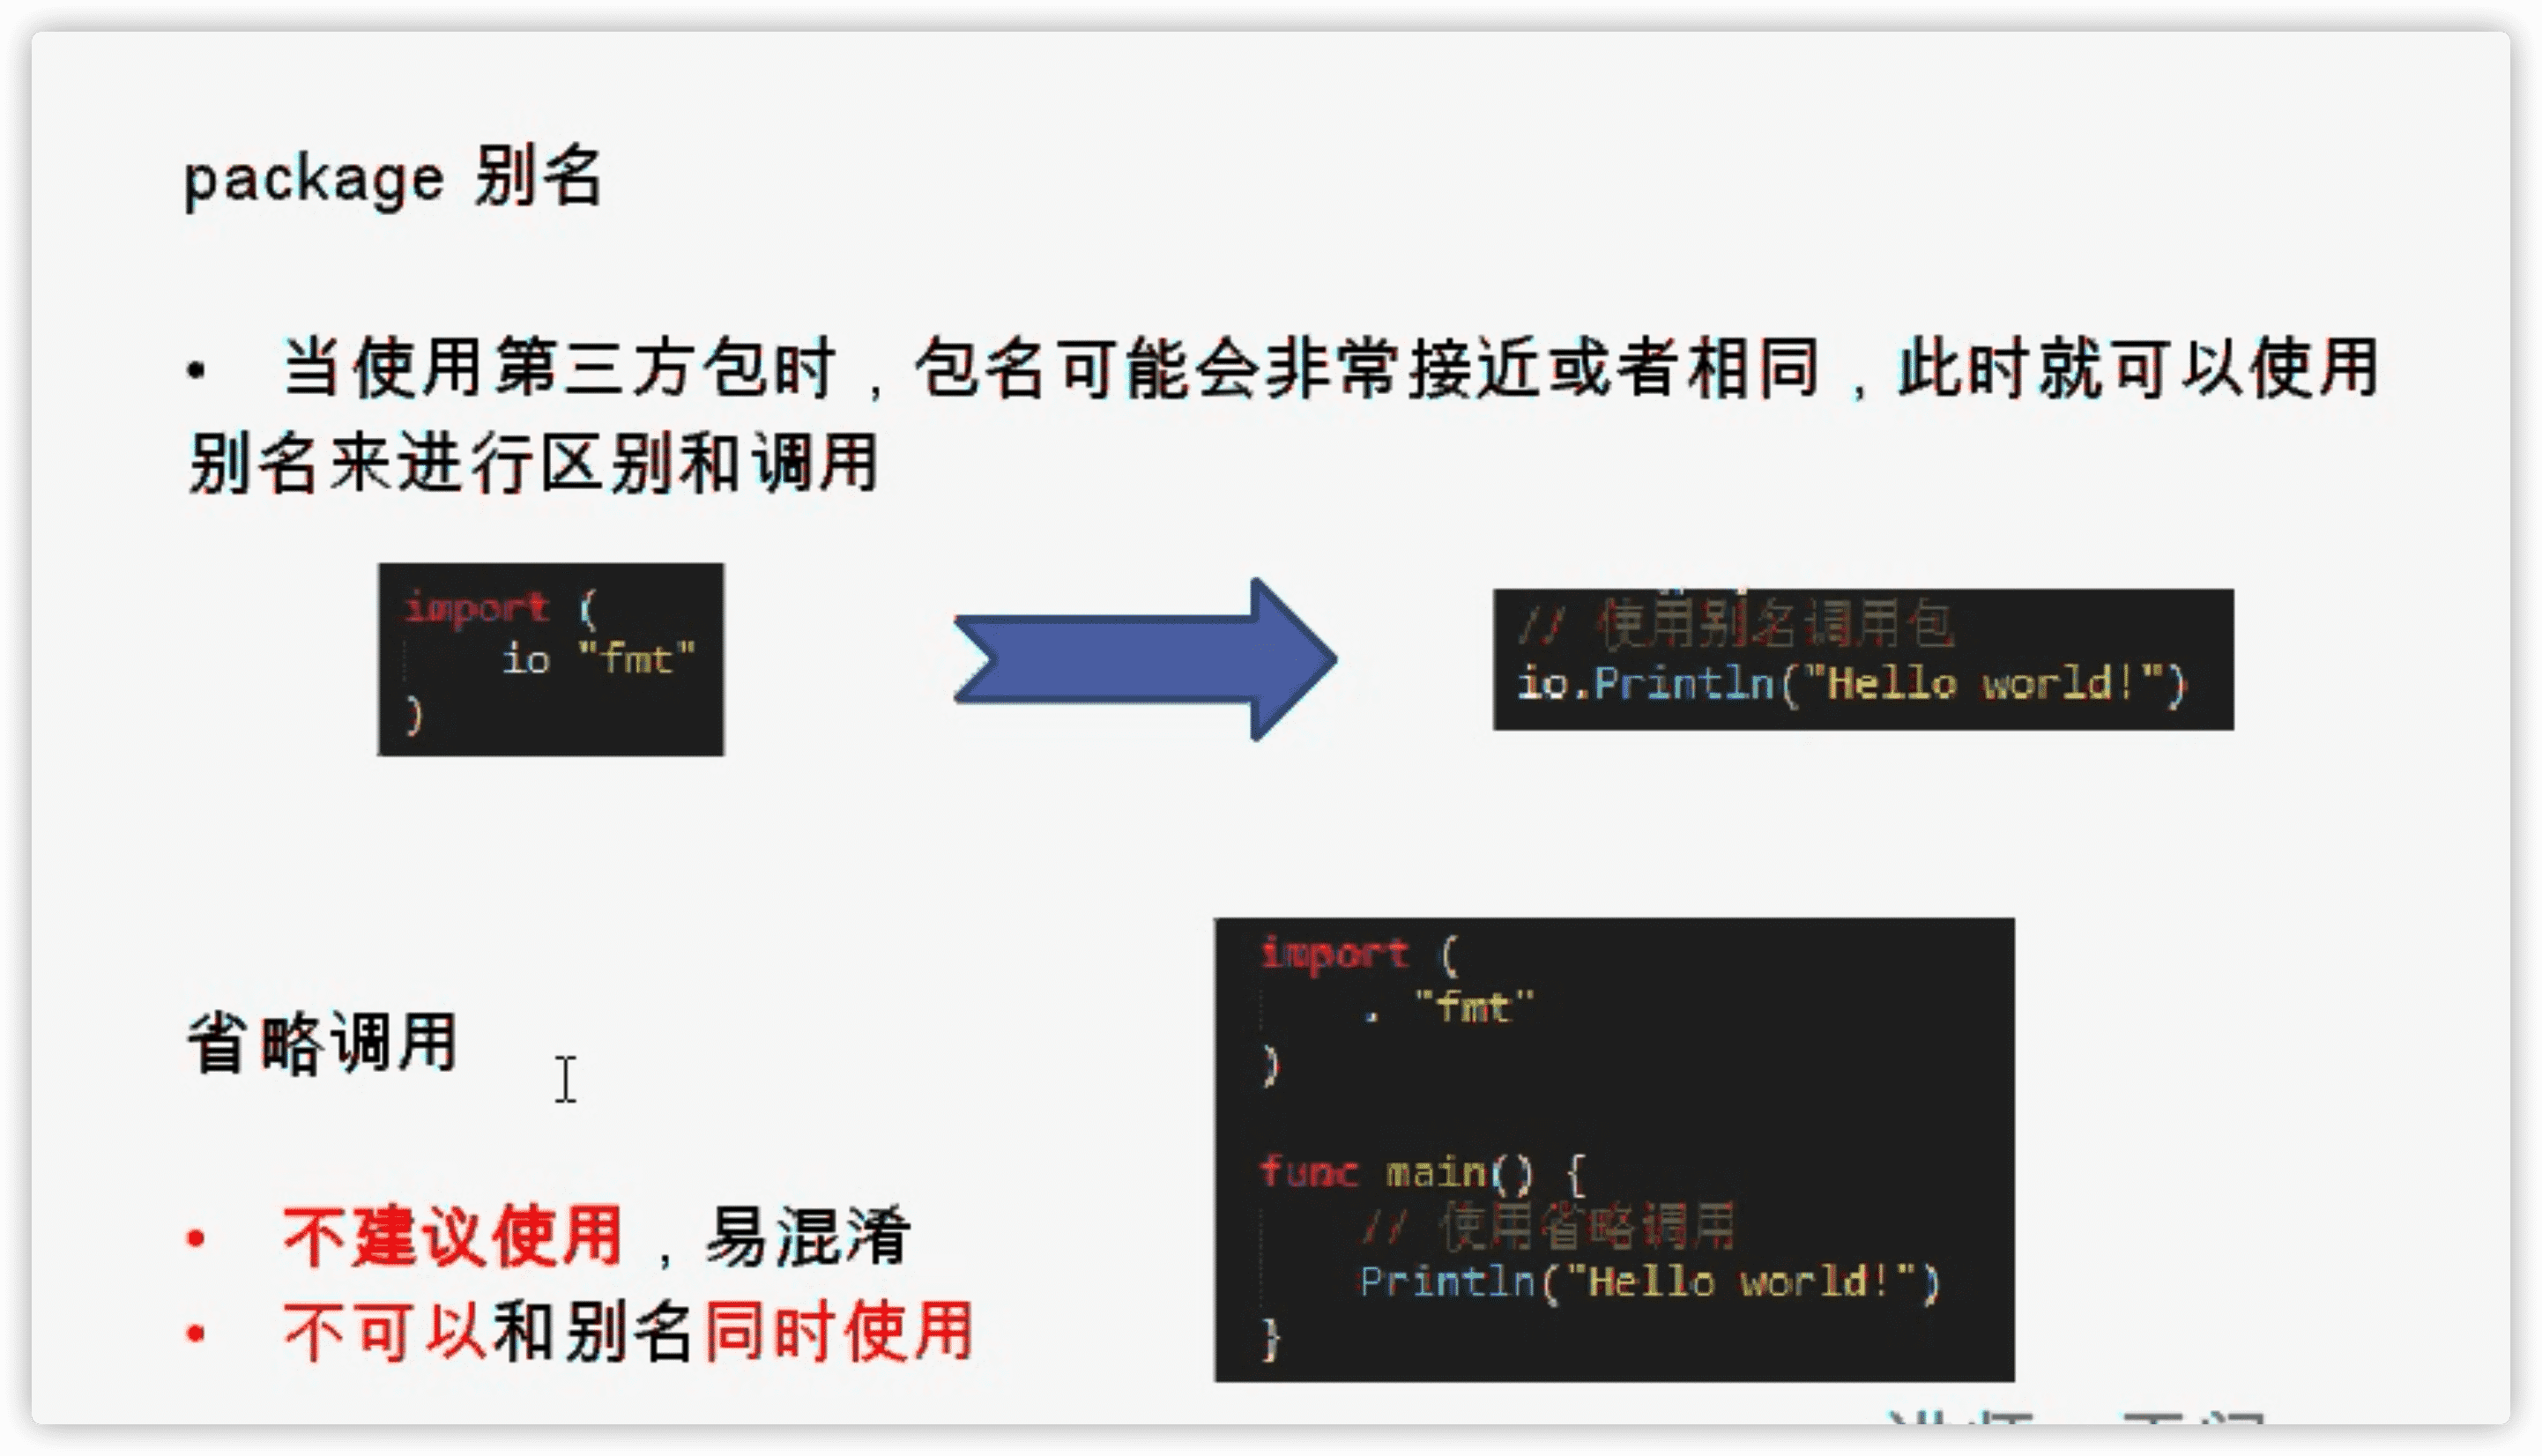 package 别名
• 当使用第三方包时，包名可能会非常接近或者相同，此时就可以使用
别名来进行区别和调用
import (
io "fmt"
)
// 使用别名调用包
io.Println("Hello world!")
省略调用
• 不建议使用，易混淆
• 不可以和别名同时使用
import (
. "fmt"
)
func main() {
// 使用省略调用
Println("Hello world!")
}